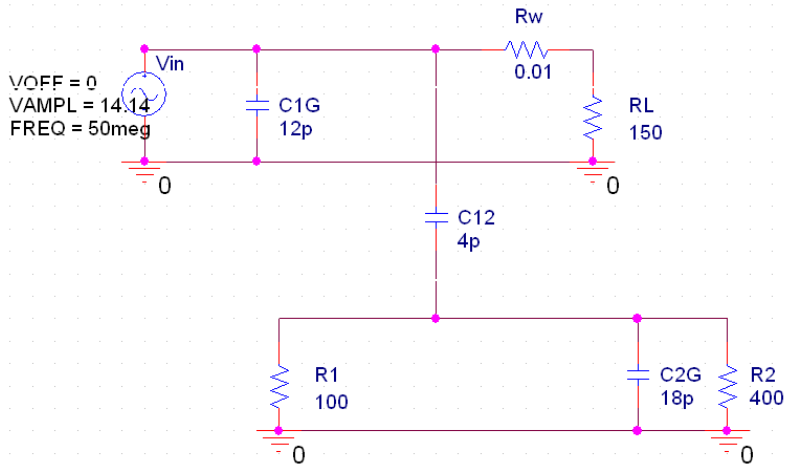 Rw
0.01
Vin
VOFF = 0
VAMPL = 14.14
FREQ = 50meg
C1G
12p
RL
150
0
0
C12
4p
R1
100
C2G
18p
R2
400
0
0